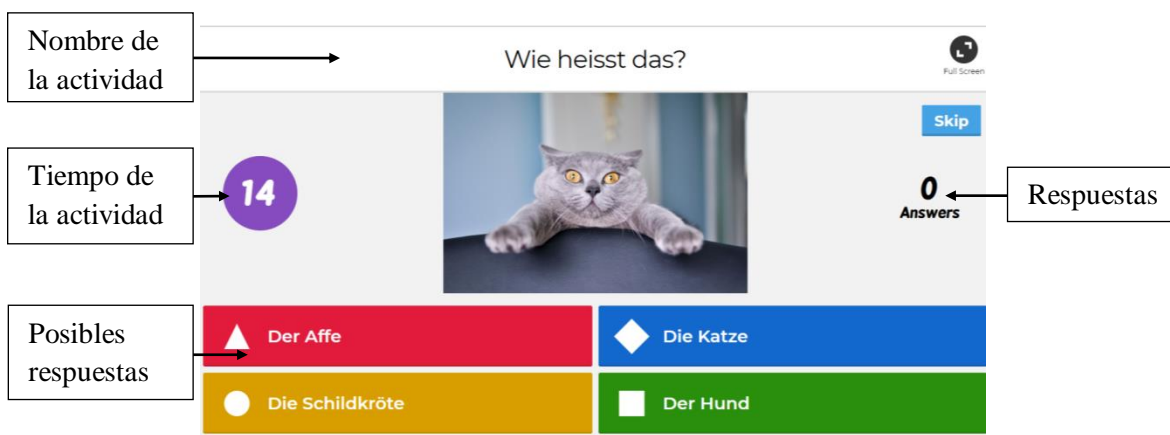 Nombre de
la actividad
Wie heisst das?
Full Screen
Skip
Tiempo de
la actividad
14
0
Answers
Respuestas
Posibles
respuestas
Der Affe
Die Katze
Die Schildkröte
Der Hund